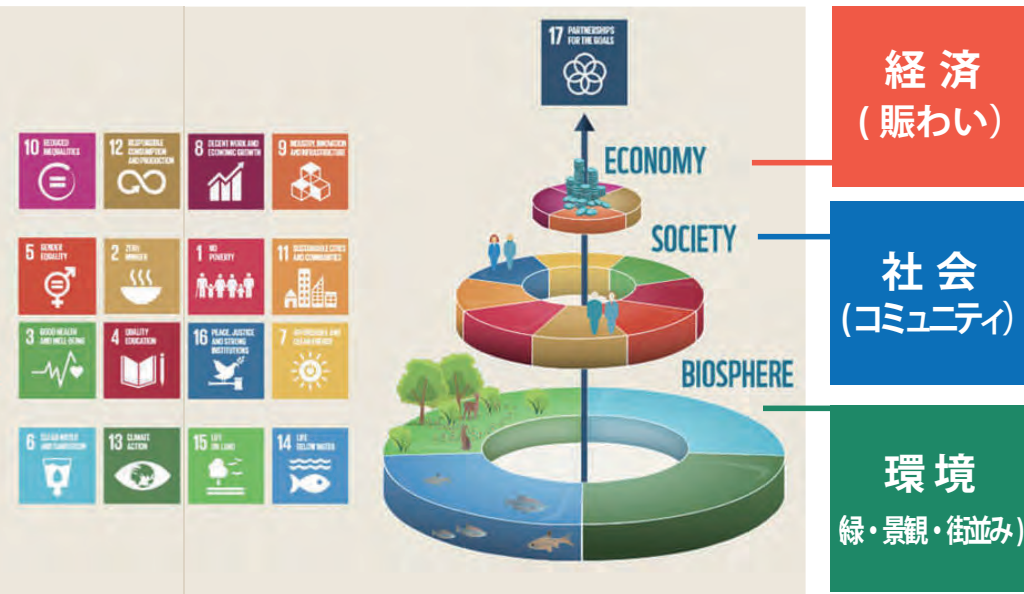 17 PARTNERSHIPS
FOR THE GOALS
10 REDUCED
INEQUALITIES
12 RESPONSIBLE
CONSUMPTION
AND PRODUCTION
8 DECENT WORK AND
ECONOMIC GROWTH
9 INDUSTRY, INNOVATION
AND INFRASTRUCTURE
5 GENDER
EQUALITY
2 ZERO
HUNGER
1 NO
POVERTY
11 SUSTAINABLE CITIES
AND COMMUNITIES
3 GOOD HEALTH
AND WELL-BEING
4 QUALITY
EDUCATION
16 PEACE, JUSTICE
AND STRONG
INSTITUTIONS
7 AFFORDABLE AND
CLEAN ENERGY
6 CLEAN WATER
AND SANITATION
13 CLIMATE
ACTION
15 LIFE
ON LAND
14 LIFE
BELOW WATER
ECONOMY
SOCIETY
BIOSPHERE
経 済
( 賑わい）
社 会
(コミュニティ)
環 境
(緑・景観・街並み)